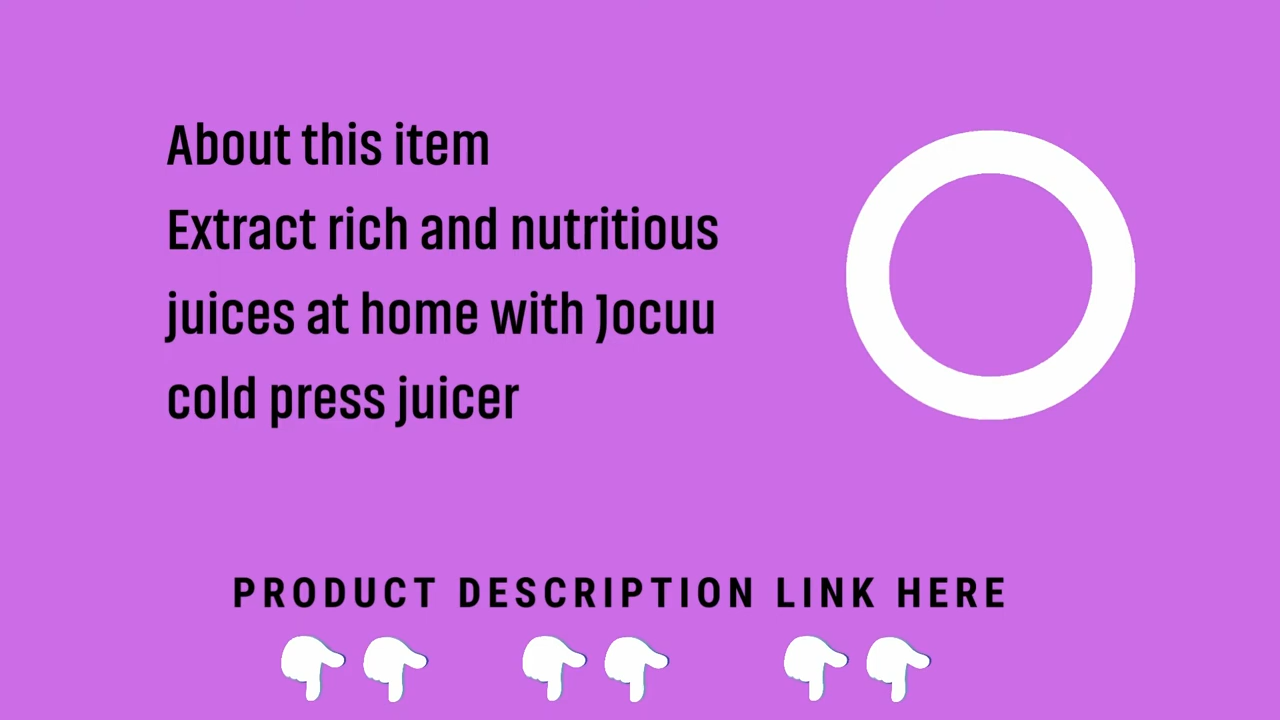 About this item
Extract rich and nutritious
juices at home with Jocuu
cold press juicer
PRODUCT DESCRIPTION LINK HERE